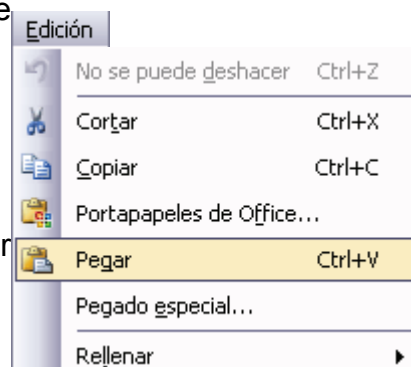 e
Edición
No se puede deshacer Ctrl+Z
Cortar Ctrl+X
Copiar Ctrl+C
Portapapeles de Office...
r
Pegar Ctrl+V
Pegado especial...
Rellenar